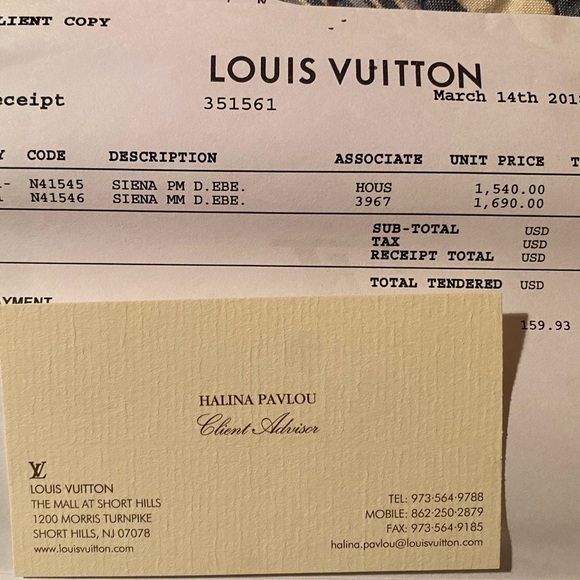 LIENT COPY
LOUIS VUITTON
eceipt 351561 March 14th 201
Y CODE DESCRIPTION ASSOCIATE UNIT PRICE T
1- N41545 SIENA PM D.EBE. HOUS 1,540.00
1 N41546 SIENA MM D.EBE. 3967 1,690.00
SUB-TOTAL USD
TAX USD
RECEIPT TOTAL USD
TOTAL TENDERED USD
AYMENT
159.93
HALINA PAVLOU
Client Advisor
LV
LOUIS VUITTON
THE MALL AT SHORT HILLS
1200 MORRIS TURNPIKE
SHORT HILLS, NJ 07078
www.louisvuitton.com
TEL: 973·564·9788
MOBILE: 862·250·2879
FAX: 973·564·9185
halina.pavlou@louisvuitton.com